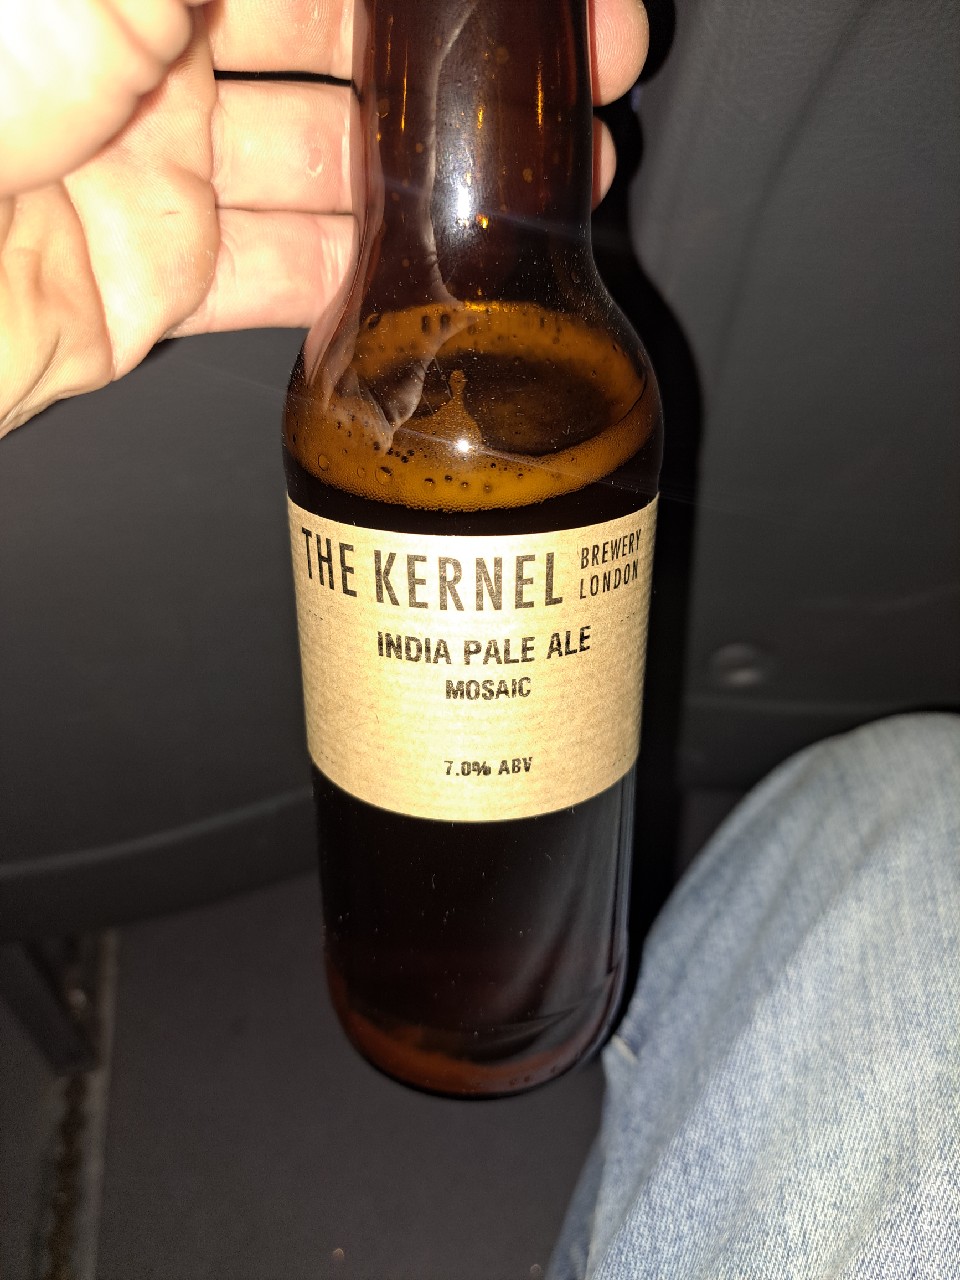 THE KERNEL BREWERY LONDON
INDIA PALE ALE
MOSAIC
7.0% ABV